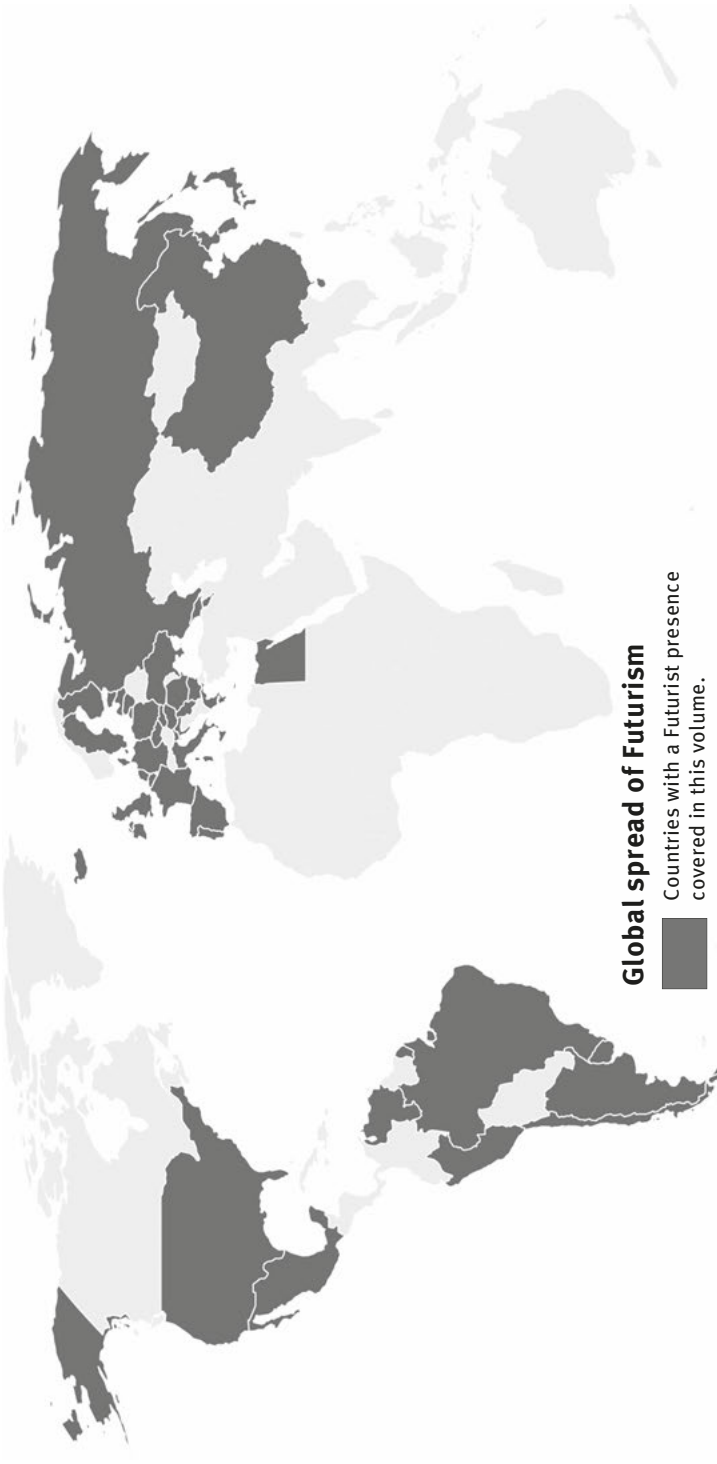 Global spread of Futurism
Countries with a Futurist presence
covered in this volume.